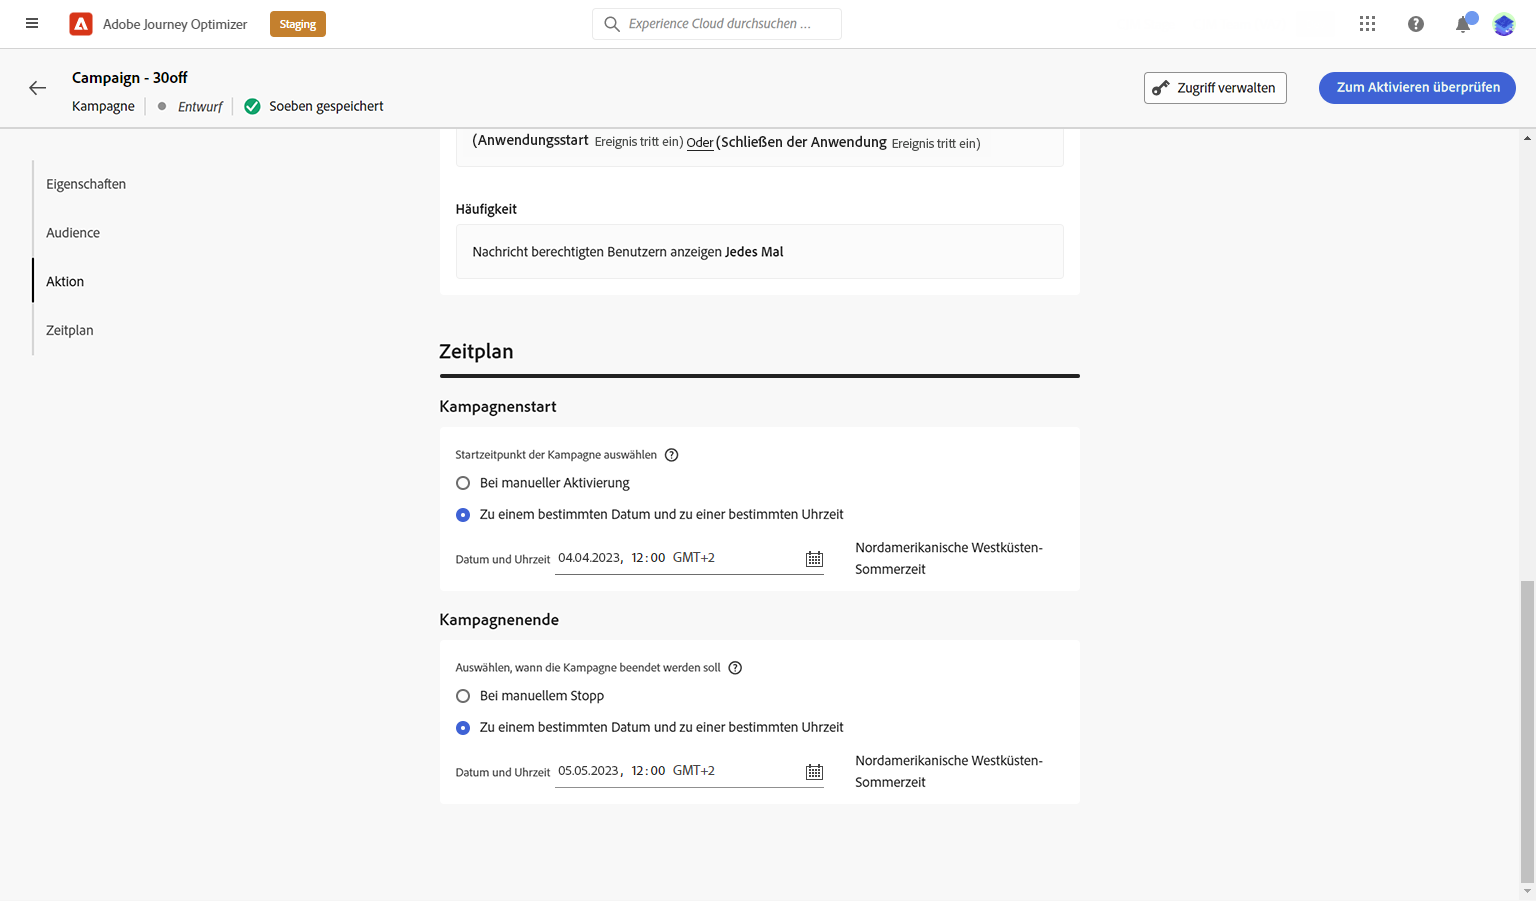 Adobe Journey Optimizer
Staging
Experience Cloud durchsuchen ...
Campaign - 30off
Kampagne
Entwurf
Soeben gespeichert
Zugriff verwalten
Zum Aktivieren überprüfen
Eigenschaften
Audience
Aktion
Zeitplan
(Anwendungsstart Ereignis tritt ein) Oder (Schließen der Anwendung Ereignis tritt ein)
Häufigkeit
Nachricht berechtigten Benutzern anzeigen Jedes Mal
Zeitplan
Kampagnenstart
Startzeitpunkt der Kampagne auswählen
Bei manueller Aktivierung
Zu einem bestimmten Datum und zu einer bestimmten Uhrzeit
Datum und Uhrzeit 04.04.2023, 12:00 GMT+2
Nordamerikanische Westküsten-
Sommerzeit
Kampagnenende
Auswählen, wann die Kampagne beendet werden soll
Bei manuellem Stopp
Zu einem bestimmten Datum und zu einer bestimmten Uhrzeit
Datum und Uhrzeit 05.05.2023, 12:00 GMT+2
Nordamerikanische Westküsten-
Sommerzeit